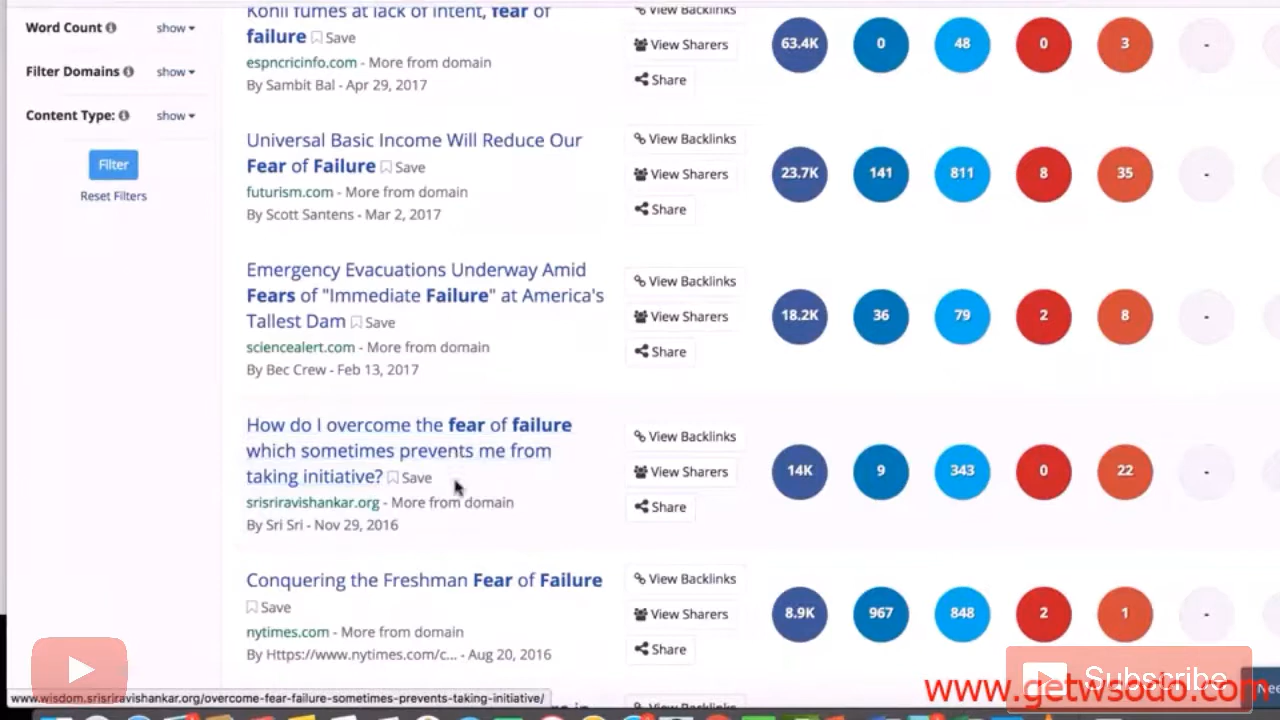 Word Count show
Filter Domains show
Content Type: show
Filter
Reset Filters
Kohli fumes at lack of intent, fear of
failure Save
espncricinfo.com - More from domain
By Sambit Bal - Apr 29, 2017
View Backlinks
View Sharers
Share
63.4K 0 48 0 3 -
Universal Basic Income Will Reduce Our
Fear of Failure Save
futurism.com - More from domain
By Scott Santens - Mar 2, 2017
View Backlinks
View Sharers
Share
23.7K 141 811 8 35 -
Emergency Evacuations Underway Amid
Fears of "Immediate Failure" at America's
Tallest Dam Save
sciencealert.com - More from domain
By Bec Crew - Feb 13, 2017
View Backlinks
View Sharers
Share
18.2K 36 79 2 8 -
How do I overcome the fear of failure
which sometimes prevents me from
taking initiative? Save
srisriravishankar.org - More from domain
By Sri Sri - Nov 29, 2016
View Backlinks
View Sharers
Share
14K 9 343 0 22 -
Conquering the Freshman Fear of Failure
Save
nytimes.com - More from domain
By Https://www.nytimes.com/c... - Aug 20, 2016
View Backlinks
View Sharers
Share
8.9K 967 848 2 1 -
View Backlinks
Subscribe
www.getwsodo.com
www.wisdom.srisriravishankar.org/overcome-fear-failure-sometimes-prevents-taking-initiative/